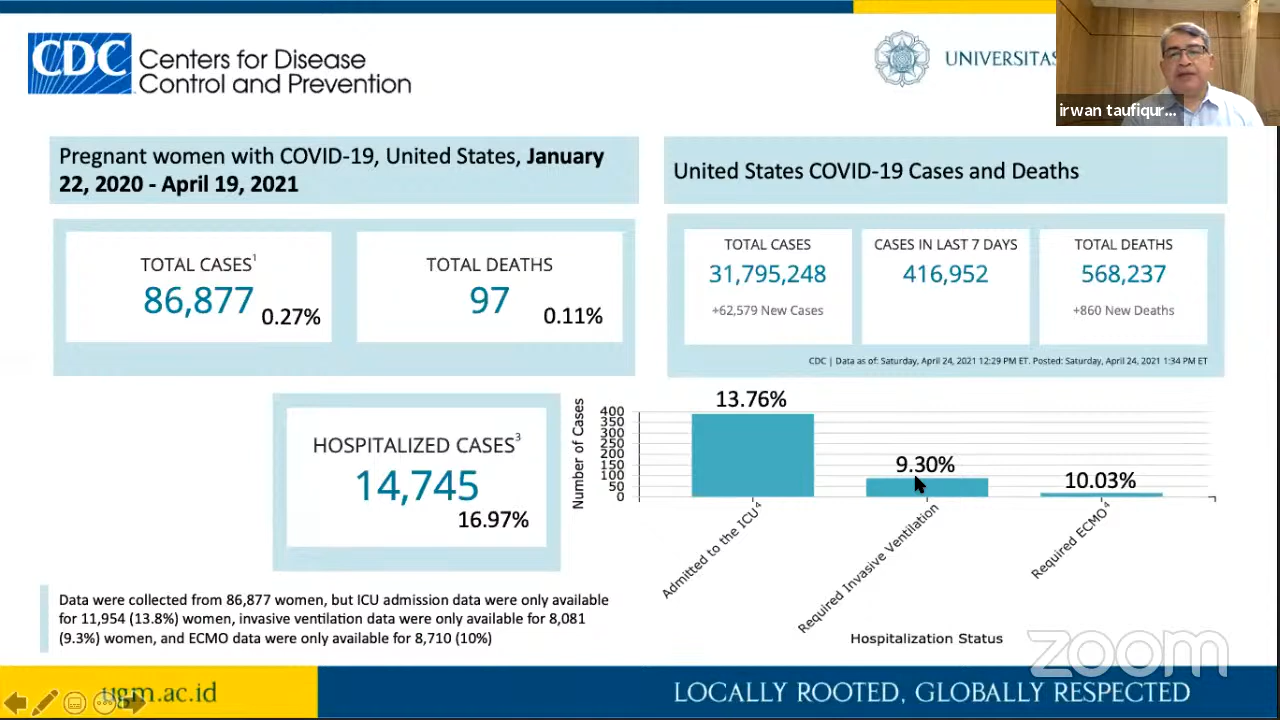 CDC
Centers for Disease
Control and Prevention
UNIVERSITAS
irwan taufiqur...
Pregnant women with COVID-19, United States, January
22, 2020 - April 19, 2021
TOTAL CASES¹
86,877
0.27%
TOTAL DEATHS
97
0.11%
HOSPITALIZED CASES³
14,745
16.97%
Data were collected from 86,877 women, but ICU admission data were only available
for 11,954 (13.8%) women, invasive ventilation data were only available for 8,081
(9.3%) women, and ECMO data were only available for 8,710 (10%)
United States COVID-19 Cases and Deaths
TOTAL CASES
31,795,248
+62,579 New Cases
CASES IN LAST 7 DAYS
416,952
TOTAL DEATHS
568,237
+860 New Deaths
CDC | Data as of: Saturday, April 24, 2021 12:29 PM ET. Posted: Saturday, April 24, 2021 1:34 PM ET
Number of Cases
400
350
300
250
200
150
100
50
0
13.76%
9.30%
10.03%
Admitted to the ICU⁴
Required Invasive Ventilation
Required ECMO⁴
Hospitalization Status
zoom
ugm.ac.id
LOCALLY ROOTED, GLOBALLY RESPECTED